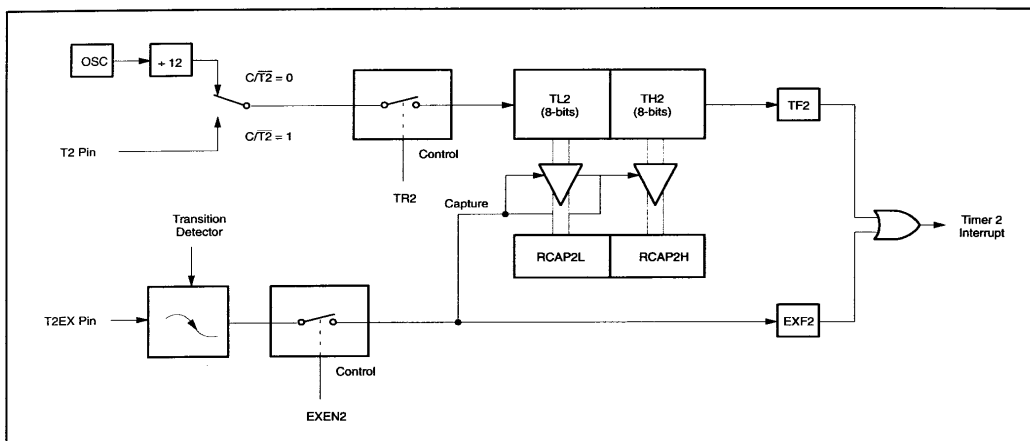 OSC
÷ 12
C/T2 = 0
C/T2 = 1
T2 Pin
Control
TR2
TL2
(8-bits)
TH2
(8-bits)
TF2
Capture
RCAP2L
RCAP2H
Timer 2
Interrupt
Transition
Detector
T2EX Pin
Control
EXEN2
EXF2